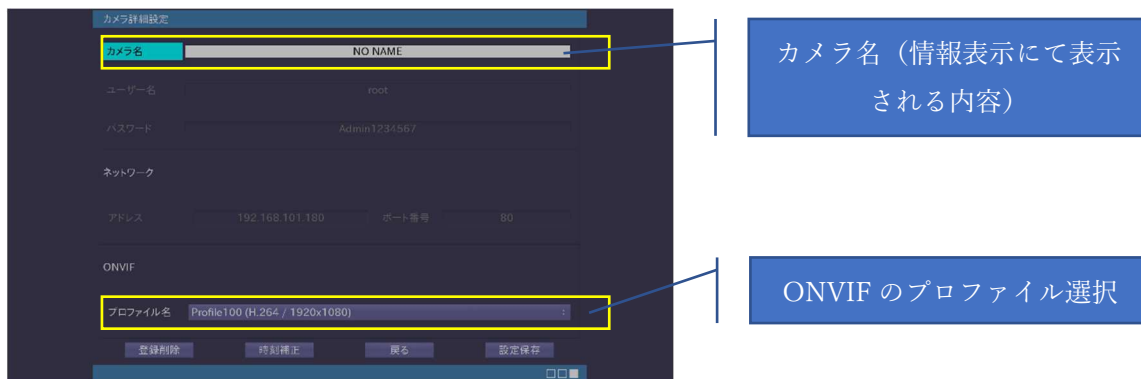 カメラ詳細設定
カメラ名 NO NAME
ユーザー名 root
パスワード Admin1234567
ネットワーク
アドレス 192.168.101.180 ポート番号 80
ONVIF
プロファイル名 Profile100 (H.264 / 1920x1080)
登録削除 時刻補正 戻る 設定保存
カメラ名（情報表示にて表示
される内容）
ONVIF のプロファイル選択